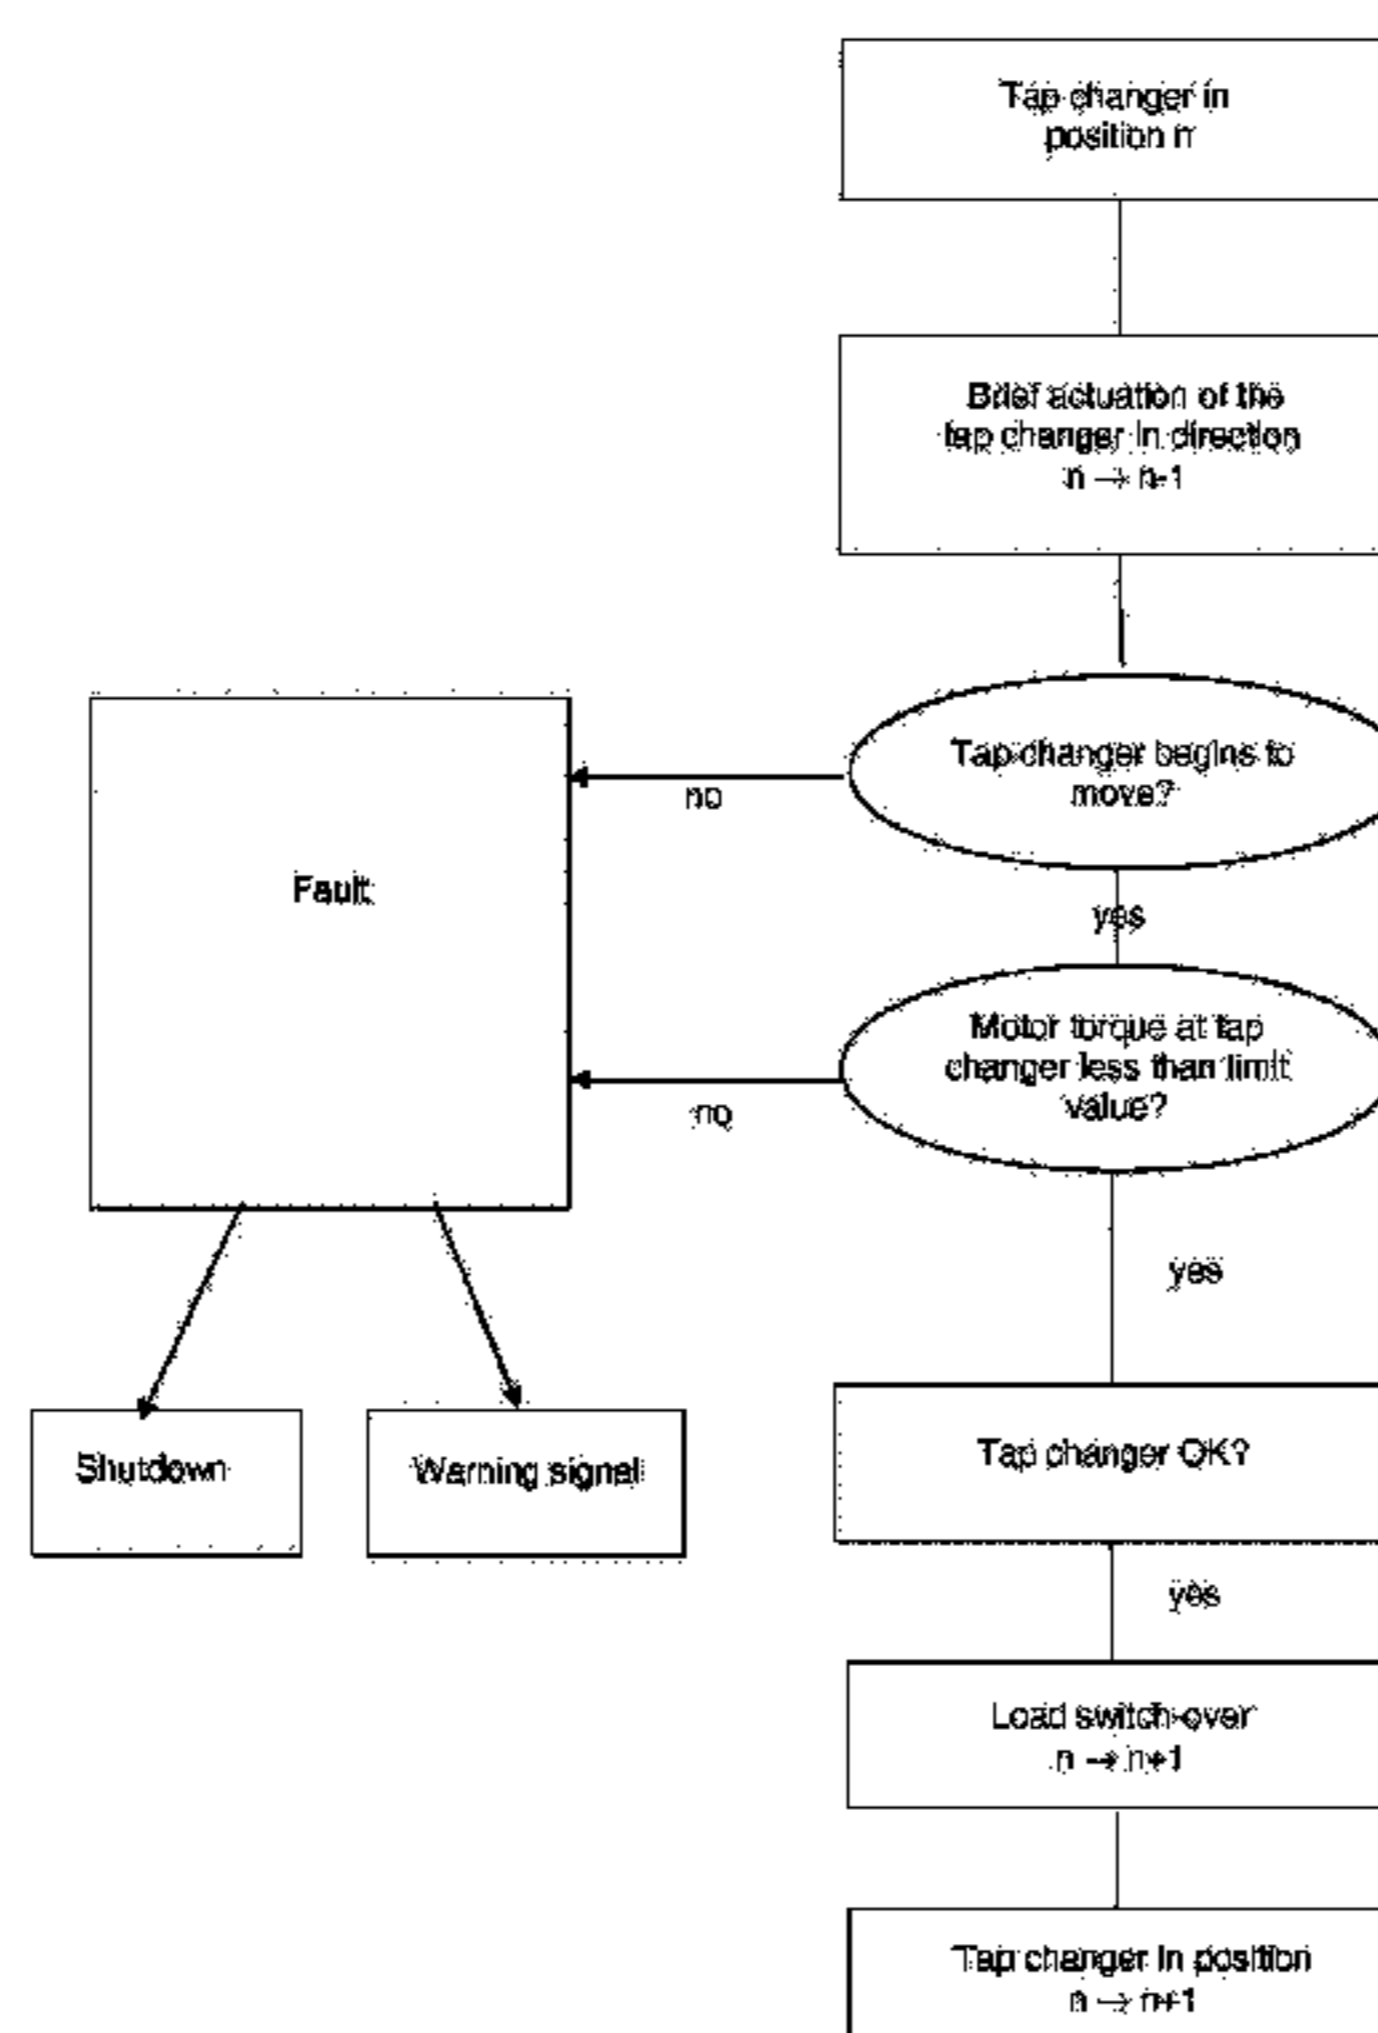 Tap changer in
position n
Brief actuation of the
tap changer in direction
n → n-1
Tap changer begins to
move?
no
Fault
yes
Motor torque at tap
changer less than limit
value?
no
yes
Shutdown
Warning signal
Tap changer OK?
yes
Load switch-over
n → n+1
Tap changer in position
n → n+1